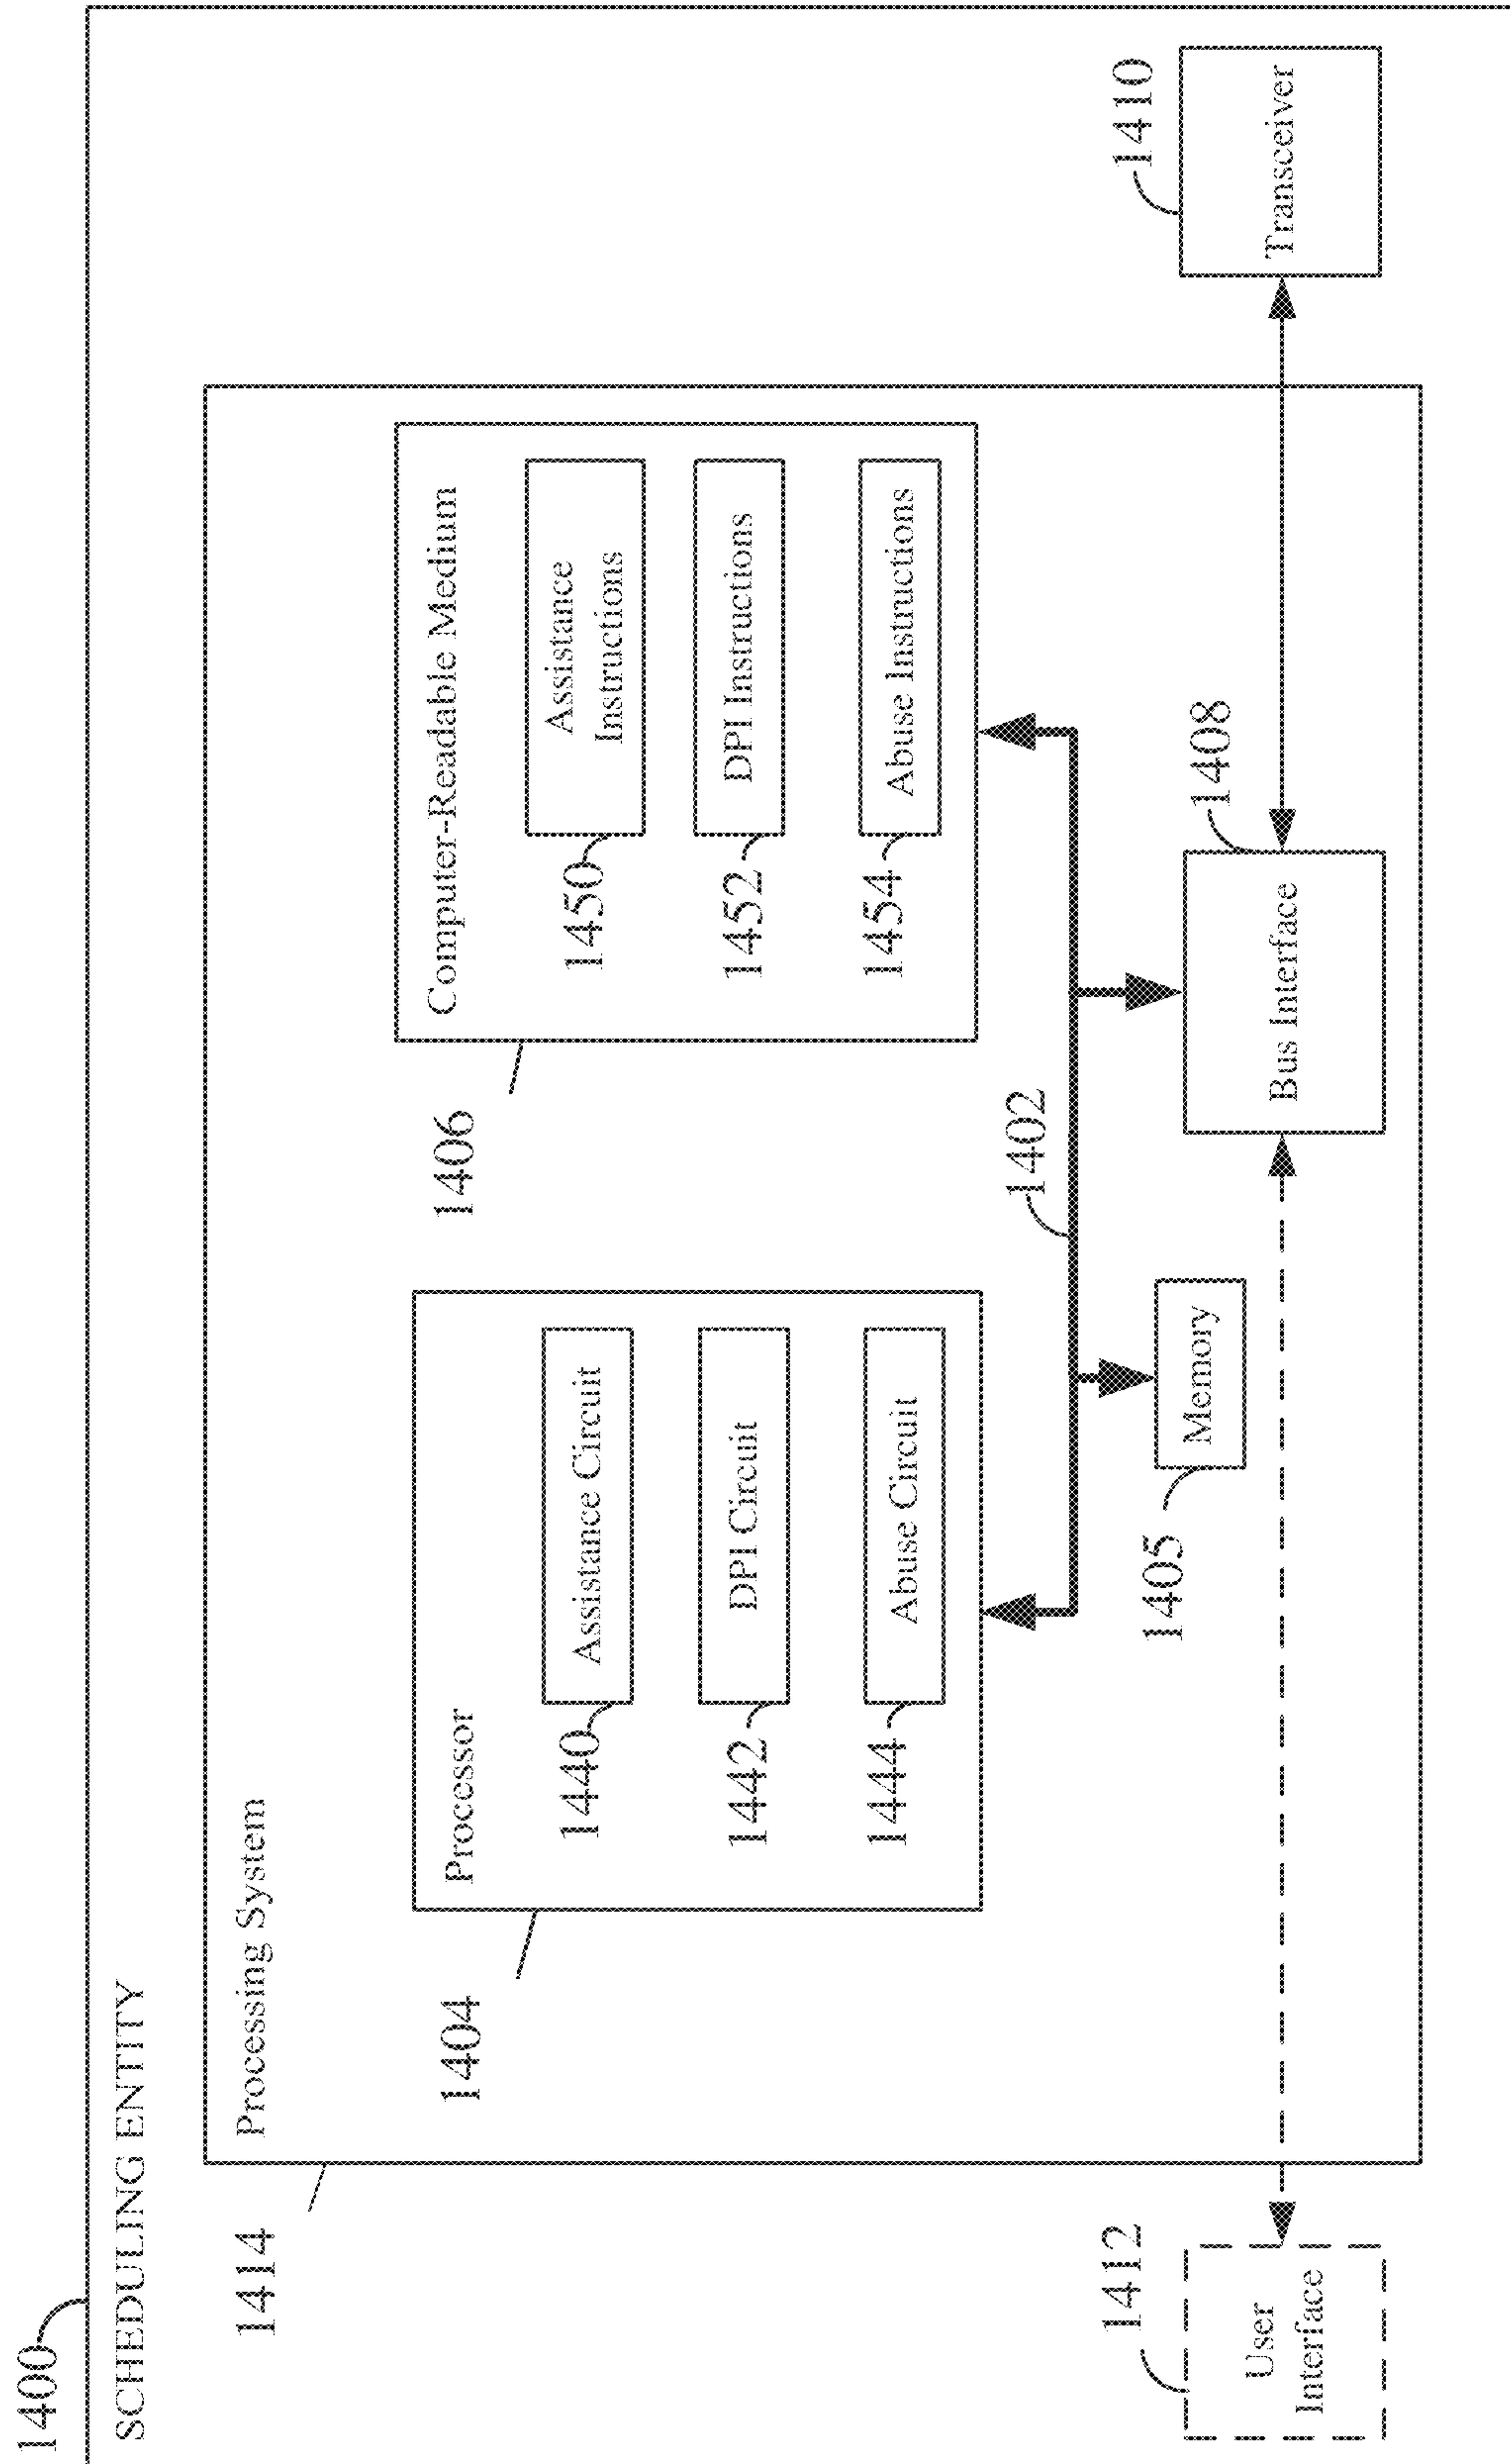 1400
SCHEDULING ENTITY
1414
Processing System
1404
Processor
1440
Assistance Circuit
1442
DPI Circuit
1444
Abuse Circuit
1406
Computer-Readable Medium
1450
Assistance
Instructions
1452
DPI Instructions
1454
Abuse Instructions
1402
1405
Memory
1408
Bus Interface
1412
User
Interface
1410
Transceiver